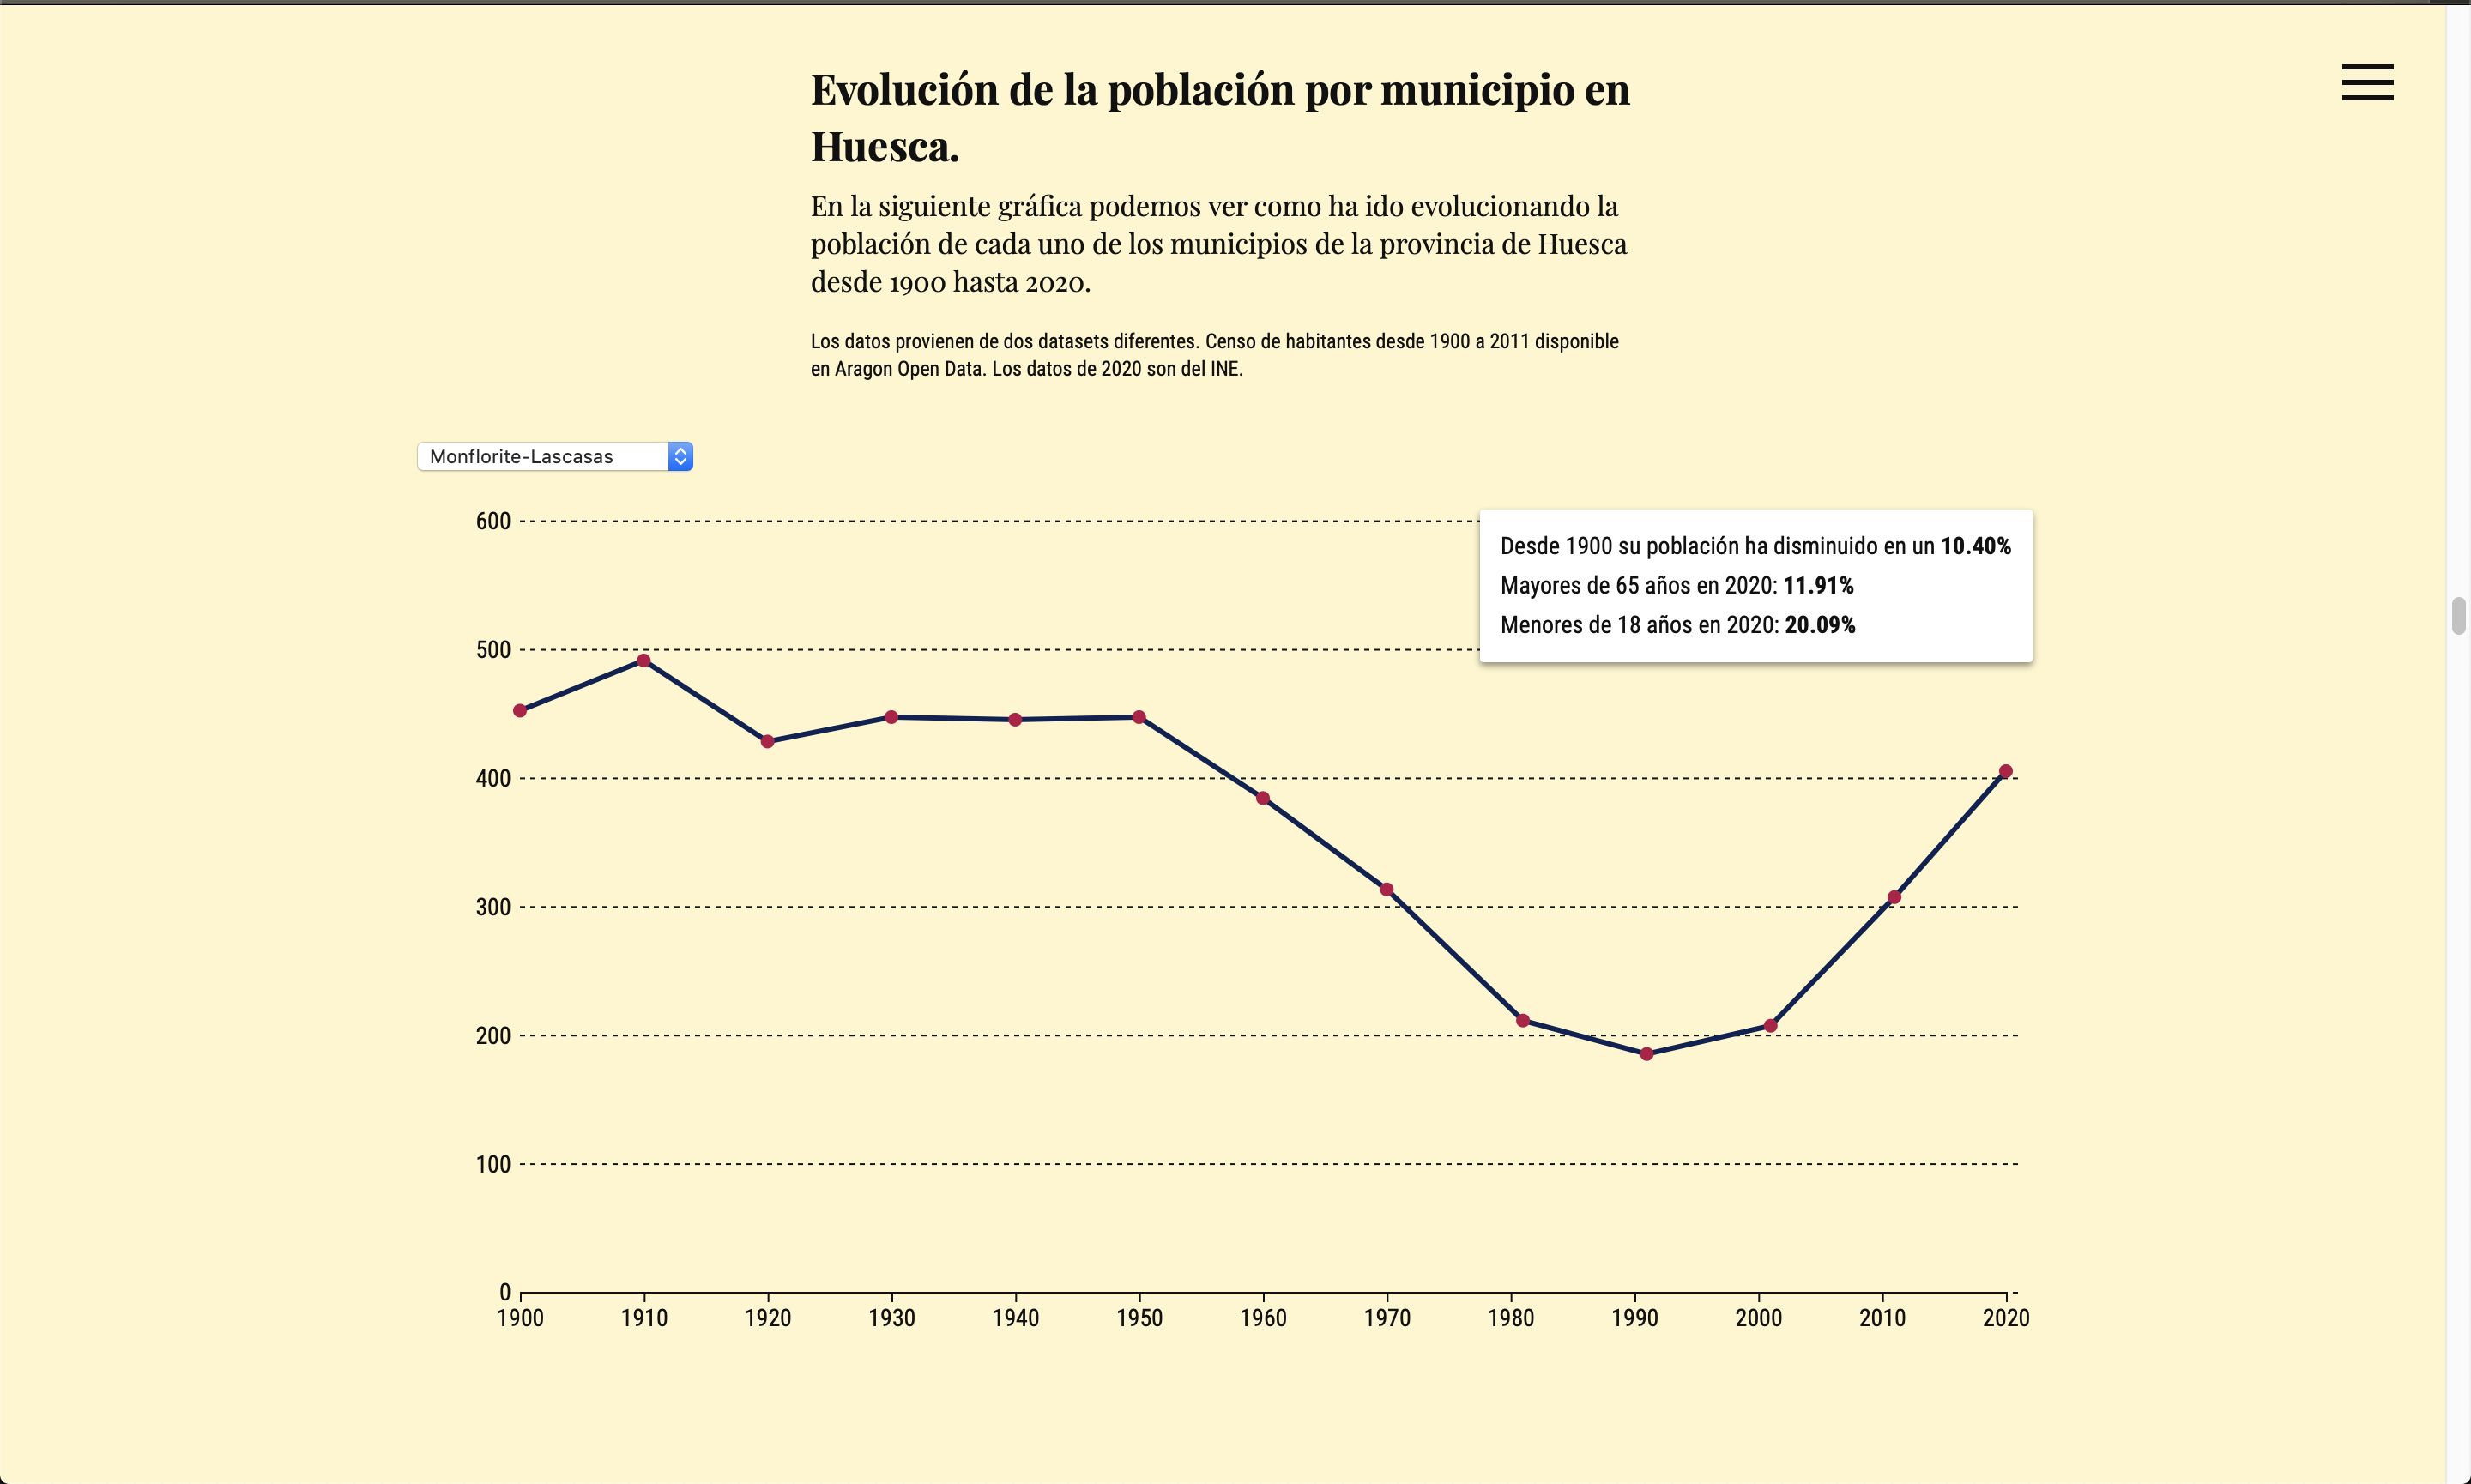 Evolución de la población por municipio en
Huesca.
En la siguiente gráfica podemos ver como ha ido evolucionando la
población de cada uno de los municipios de la provincia de Huesca
desde 1900 hasta 2020.
Los datos provienen de dos datasets diferentes. Censo de habitantes desde 1900 a 2011 disponible
en Aragon Open Data. Los datos de 2020 son del INE.
Monflorite-Lascasas
Desde 1900 su población ha disminuido en un 10.40%
Mayores de 65 años en 2020: 11.91%
Menores de 18 años en 2020: 20.09%
600
500
400
300
200
100
0
1900 1910 1920 1930 1940 1950 1960 1970 1980 1990 2000 2010 2020